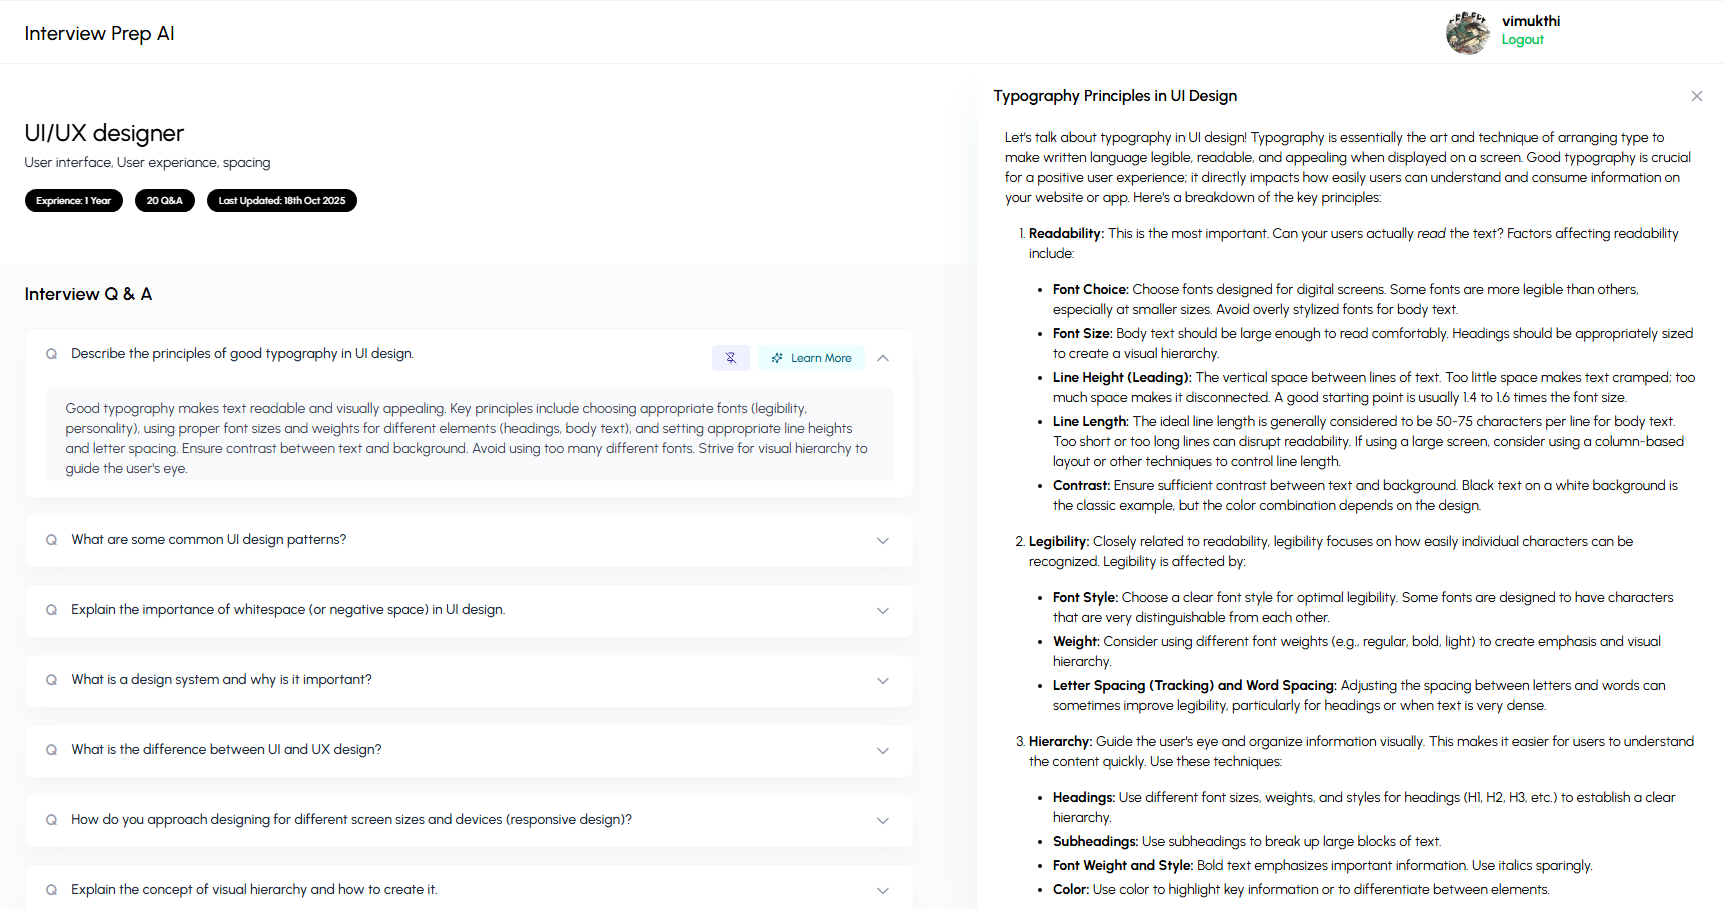 Interview Prep AI
vimukthi
Logout
UI/UX designer
User interface, User experiance, spacing
Exprience: 1 Year
20 Q&A
Last Updated: 18th Oct 2025
Interview Q & A
Q Describe the principles of good typography in UI design.
Learn More
Good typography makes text readable and visually appealing. Key principles include choosing appropriate fonts (legibility,
personality), using proper font sizes and weights for different elements (headings, body text), and setting appropriate line heights
and letter spacing. Ensure contrast between text and background. Avoid using too many different fonts. Strive for visual hierarchy to
guide the user's eye.
Q What are some common UI design patterns?
Q Explain the importance of whitespace (or negative space) in UI design.
Q What is a design system and why is it important?
Q What is the difference between UI and UX design?
Q How do you approach designing for different screen sizes and devices (responsive design)?
Q Explain the concept of visual hierarchy and how to create it.
Typography Principles in UI Design
Let's talk about typography in UI design! Typography is essentially the art and technique of arranging type to
make written language legible, readable, and appealing when displayed on a screen. Good typography is crucial
for a positive user experience; it directly impacts how easily users can understand and consume information on
your website or app. Here's a breakdown of the key principles:
1. Readability: This is the most important. Can your users actually read the text? Factors affecting readability
include:
• Font Choice: Choose fonts designed for digital screens. Some fonts are more legible than others,
especially at smaller sizes. Avoid overly stylized fonts for body text.
• Font Size: Body text should be large enough to read comfortably. Headings should be appropriately sized
to create a visual hierarchy.
• Line Height (Leading): The vertical space between lines of text. Too little space makes text cramped; too
much space makes it disconnected. A good starting point is usually 1.4 to 1.6 times the font size.
• Line Length: The ideal line length is generally considered to be 50-75 characters per line for body text.
Too short or too long lines can disrupt readability. If using a large screen, consider using a column-based
layout or other techniques to control line length.
• Contrast: Ensure sufficient contrast between text and background. Black text on a white background is
the classic example, but the color combination depends on the design.
2. Legibility: Closely related to readability, legibility focuses on how easily individual characters can be
recognized. Legibility is affected by:
• Font Style: Choose a clear font style for optimal legibility. Some fonts are designed to have characters
that are very distinguishable from each other.
• Weight: Consider using different font weights (e.g., regular, bold, light) to create emphasis and visual
hierarchy.
• Letter Spacing (Tracking) and Word Spacing: Adjusting the spacing between letters and words can
sometimes improve legibility, particularly for headings or when text is very dense.
3. Hierarchy: Guide the user's eye and organize information visually. This makes it easier for users to understand
the content quickly. Use these techniques:
• Headings: Use different font sizes, weights, and styles for headings (H1, H2, H3, etc.) to establish a clear
hierarchy.
• Subheadings: Use subheadings to break up large blocks of text.
• Font Weight and Style: Bold text emphasizes important information. Use italics sparingly.
• Color: Use color to highlight key information or to differentiate between elements.